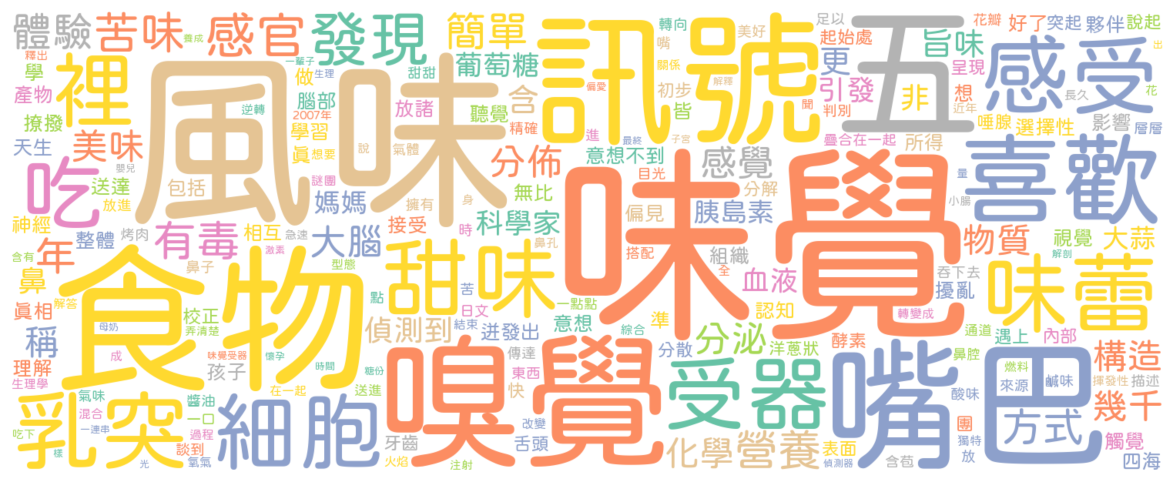 體驗
苦味
養成
感官
發現
簡單
訊號
轉向
嘴
美好
五
足以
花瓣
好了
突起
夥伴
說起
釋出
學
裡
一輩子
做
生理
甜甜
葡萄糖
關係
偏愛
解釋
起始處
旨味
感受
出
產物
風味
逆轉
腦部
放諸
聽覺
含
初步
皆
更
引發
呈現
想
長久
花
撩撥
2007年
學習
精確
進
聞
判別
非
近年
天生
美味
真
想要
說
氣體
意想不到
最終
子宮
疊合在一起
唾腺
選擇性
影響
層層
嬰兒
謎團
分佈
感覺
目光
味覺
所得
喜歡
吃
送達
包括
媽媽
擁有
身
無比
偏見
分解
量
放進
神經
有毒
相互
急速
大腦
接受
時
科學家
胰島素
小腸
年
整體
烤肉
激素
鼻孔
搭配
全
組織
物質
視覺
大蒜
解剖
含有
鼻
食物
鼻子
型態
甜味
血液
吞下去
擾亂
味蕾
真相
解答
校正
弄清楚
點
苦
日文
一點點
認知
轉變成
母奶
偵測到
結束
迸發出
意想
綜合
準
分泌
洋蔥狀
酵素
通道
遇上
內部
稱
成
味覺受器
懷孕
傳達
嗅覺
分散
受器
鼻腔
嘴巴
燃料
構造
理解
孩子
時間
糖份
東西
快
來源
鹹味
揮發性
描述
生理學
在一起
送進
酸味
方式
幾千
氣味
乳突
醬油
細胞
改變
混合
一口
一連串
牙齒
舌頭
化學
營養
表面
團
獨特
觸覺
吃下
過程
樣
談到
氧氣
光
火焰
注射
偵測器
含苞
放
四海